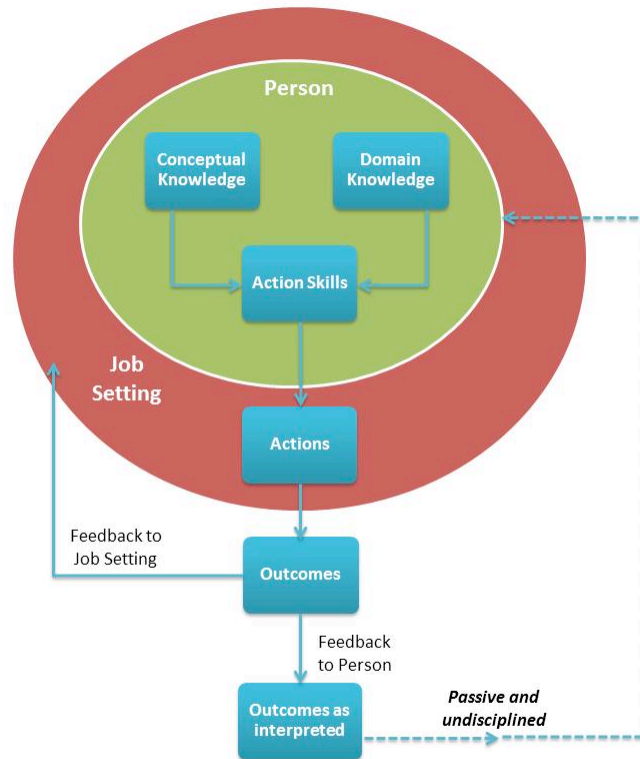 Person
Conceptual
Knowledge
Domain
Knowledge
Action Skills
Job
Setting
Actions
Feedback to
Job Setting
Outcomes
Feedback
to Person
Outcomes as
interpreted
Passive and
undisciplined